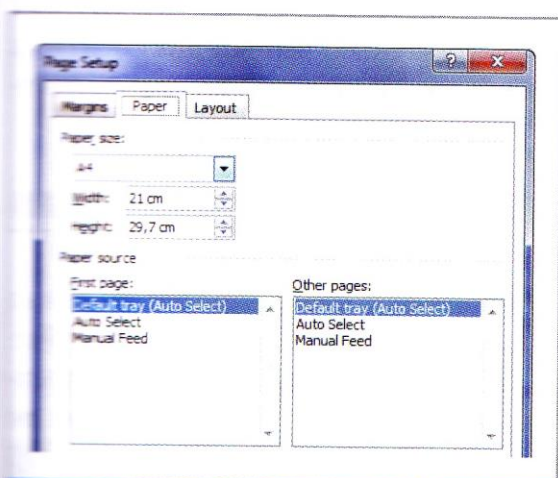 Page Setup
Margins Paper Layout
Paper size:
A4
Width: 21 cm
Height: 29,7 cm
Paper source
First page: Other pages:
Default tray (Auto Select) Default tray (Auto Select)
Auto Select Auto Select
Manual Feed Manual Feed